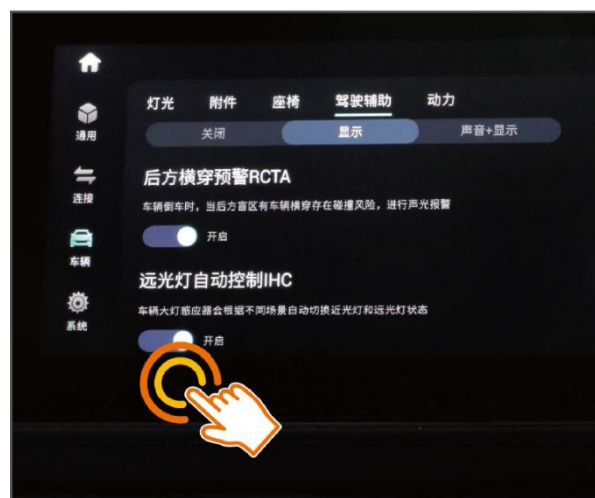 灯光 附件 座椅 驾驶辅助 动力
通用
关闭 显示 声音+显示
后方横穿预警RCTA
连接
车辆倒车时，当后方盲区有车辆横穿存在碰撞风险，进行声光报警
开启
车辆
远光灯自动控制IHC
系统
车辆大灯感应器会根据不同场景自动切换近光灯和远光灯状态
开启